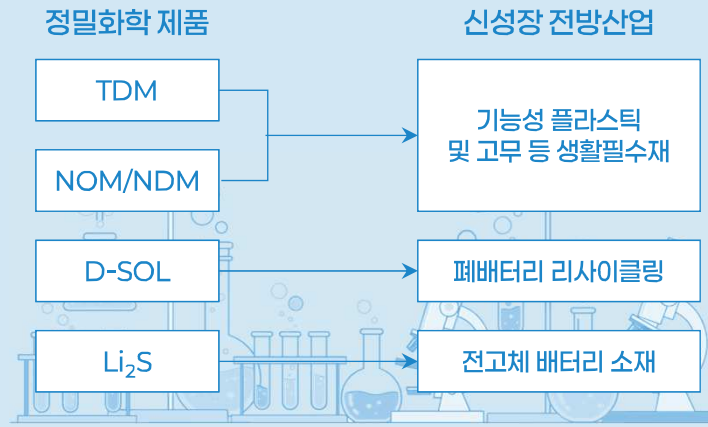 정밀화학 제품
신성장 전방산업
TDM
NOM/NDM
기능성 플라스틱
및 고무 등 생활필수재
D-SOL
폐배터리 리사이클링
Li₂S
전고체 배터리 소재